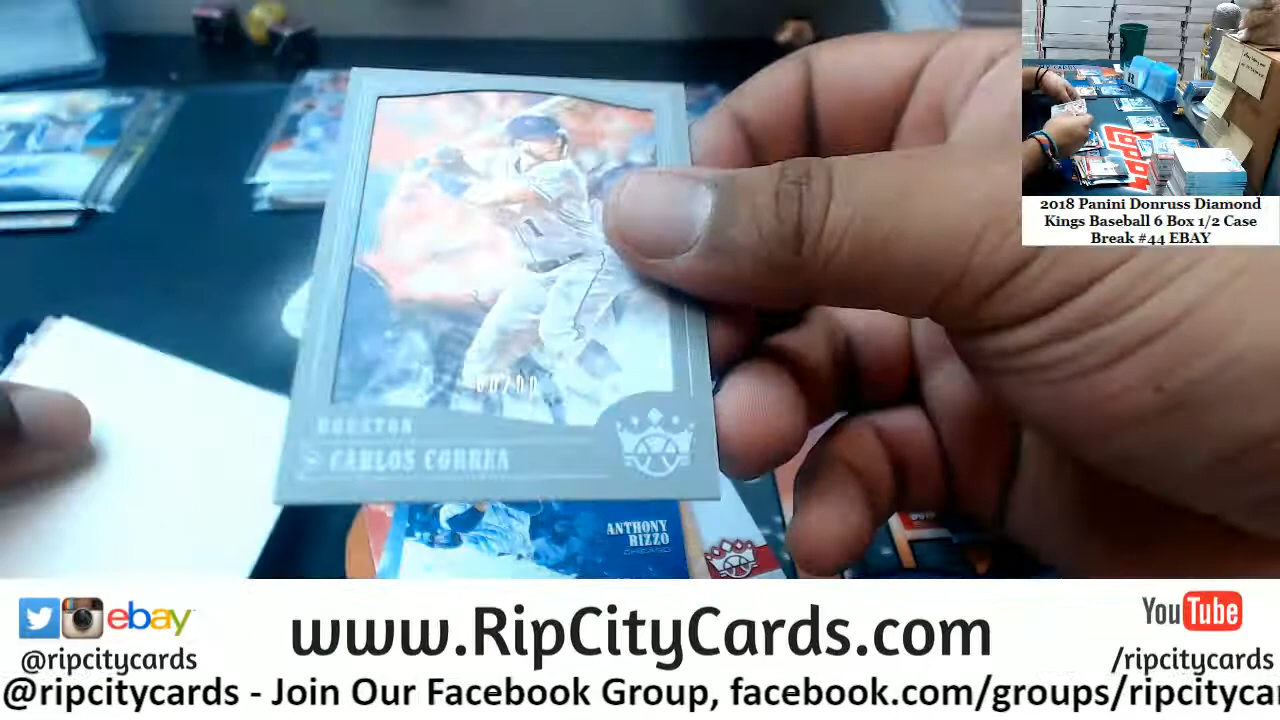 2018 Panini Donruss Diamond
Kings Baseball 6 Box 1/2 Case
Break #44 EBAY
1
HOUSTON
CARLOS CORREA
ANTHONY
RIZZO
CHICAGO
ebay
@ripcitycards
www.RipCityCards.com
YouTube
/ripcitycards
@ripcitycards - Join Our Facebook Group, facebook.com/groups/ripcitycar